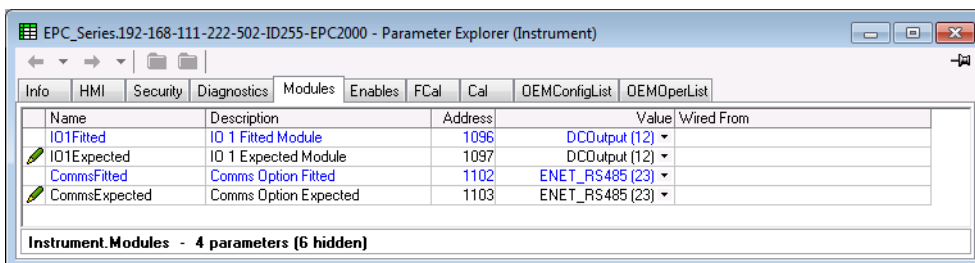 EPC_Series.192-168-111-222-502-ID255-EPC2000 - Parameter Explorer (Instrument)
Info HMI Security Diagnostics Modules Enables FCal Cal OEMConfigList OEMOperList
Name Description Address Value Wired From
IO1Fitted IO 1 Fitted Module 1096 DCOutput (12)
IO1Expected IO 1 Expected Module 1097 DCOutput (12)
CommsFitted Comms Option Fitted 1102 ENET_RS485 (23)
CommsExpected Comms Option Expected 1103 ENET_RS485 (23)
Instrument.Modules - 4 parameters (6 hidden)